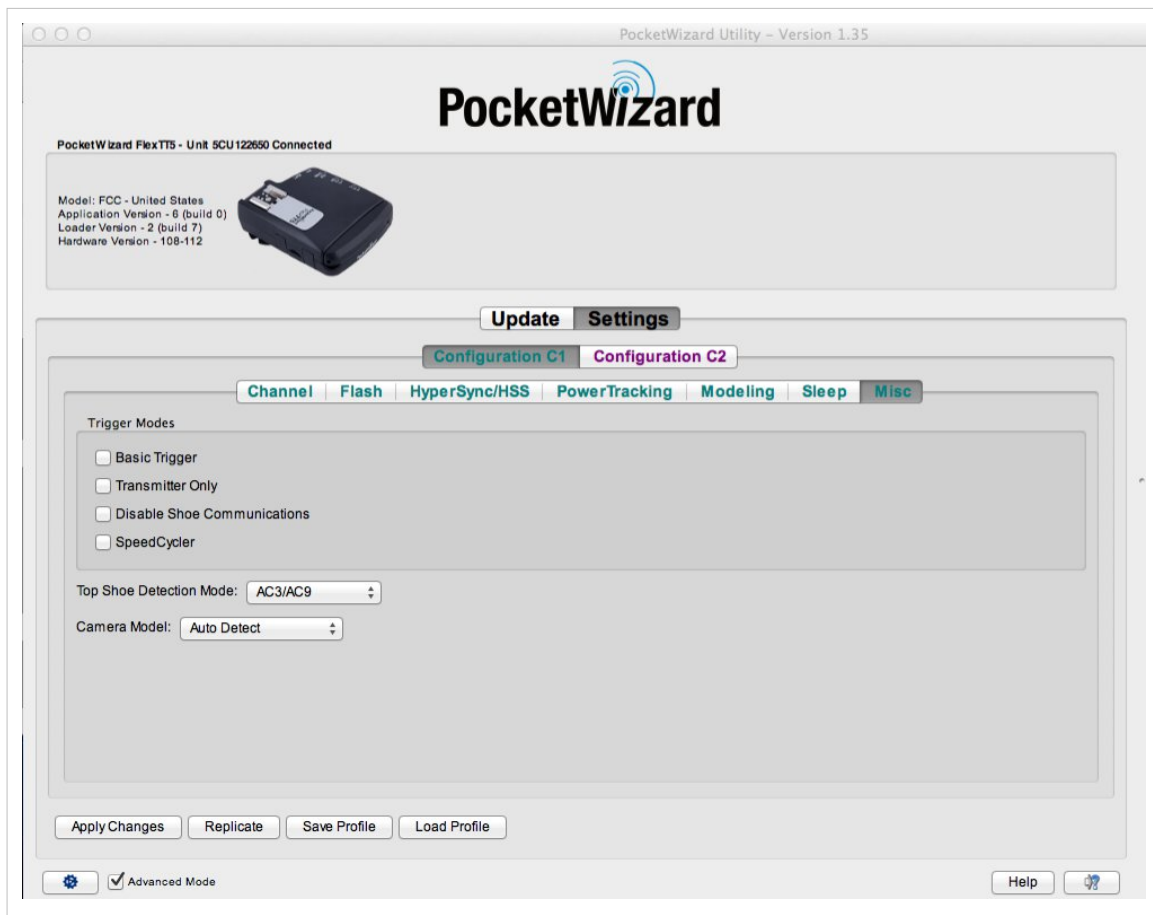 PocketWizard Utility – Version 1.35
PocketWizard
PocketWizard FlexTT5 - Unit 5CU122650 Connected
Model: FCC - United States
Application Version - 6 (build 0)
Loader Version - 2 (build 7)
Hardware Version - 108-112
Update Settings
Configuration C1 Configuration C2
Channel Flash HyperSync/HSS PowerTracking Modeling Sleep Misc
Trigger Modes
Basic Trigger
Transmitter Only
Disable Shoe Communications
SpeedCycler
Top Shoe Detection Mode: AC3/AC9
Camera Model: Auto Detect
Apply Changes Replicate Save Profile Load Profile
Advanced Mode Help